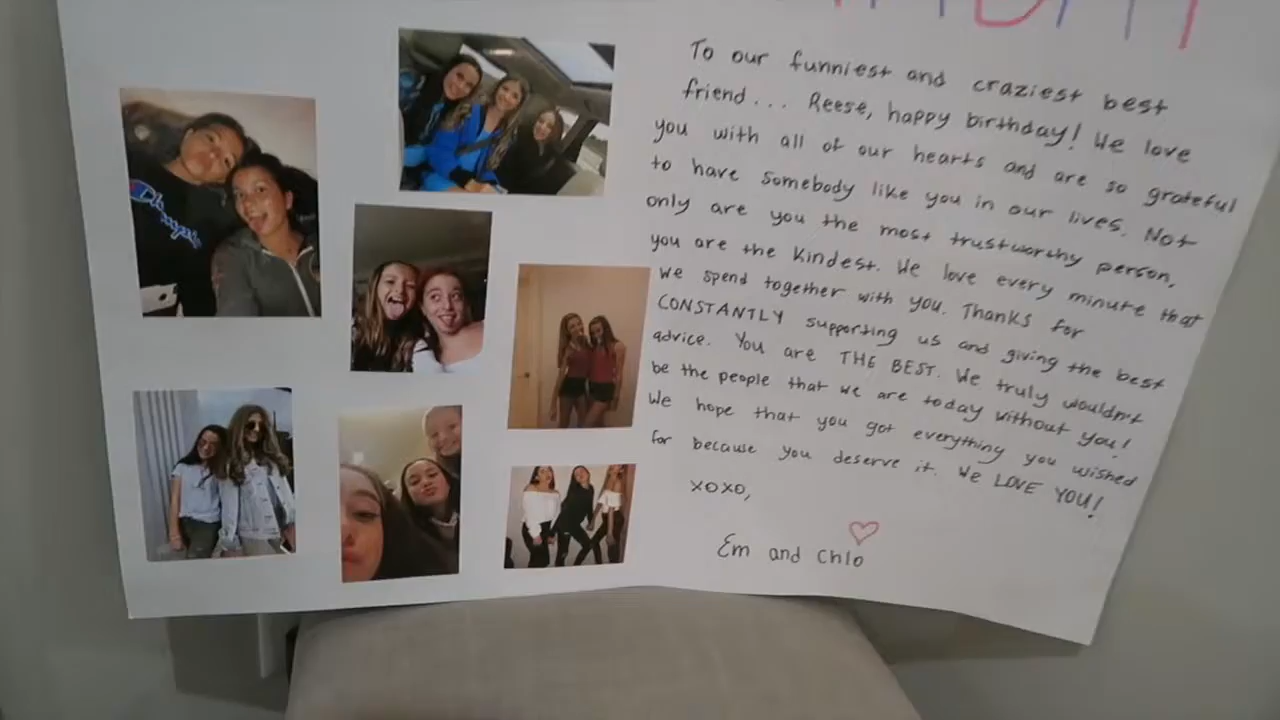 To our funniest and craziest best
friend... Reese, happy birthday! We love
you with all of our hearts and are so grateful
to have somebody like you in our lives. Not
only are you the most trustworthy person,
you are the kindest. We love every minute that
we spend together with you. Thanks for
CONSTANTLY supporting us and giving the best
advice. You are THE BEST. We truly wouldn't
be the people that we are today without you!
We hope that you got everything you wished
for because you deserve it. We LOVE YOU!
XOXO,
Em and Chlo
Champion